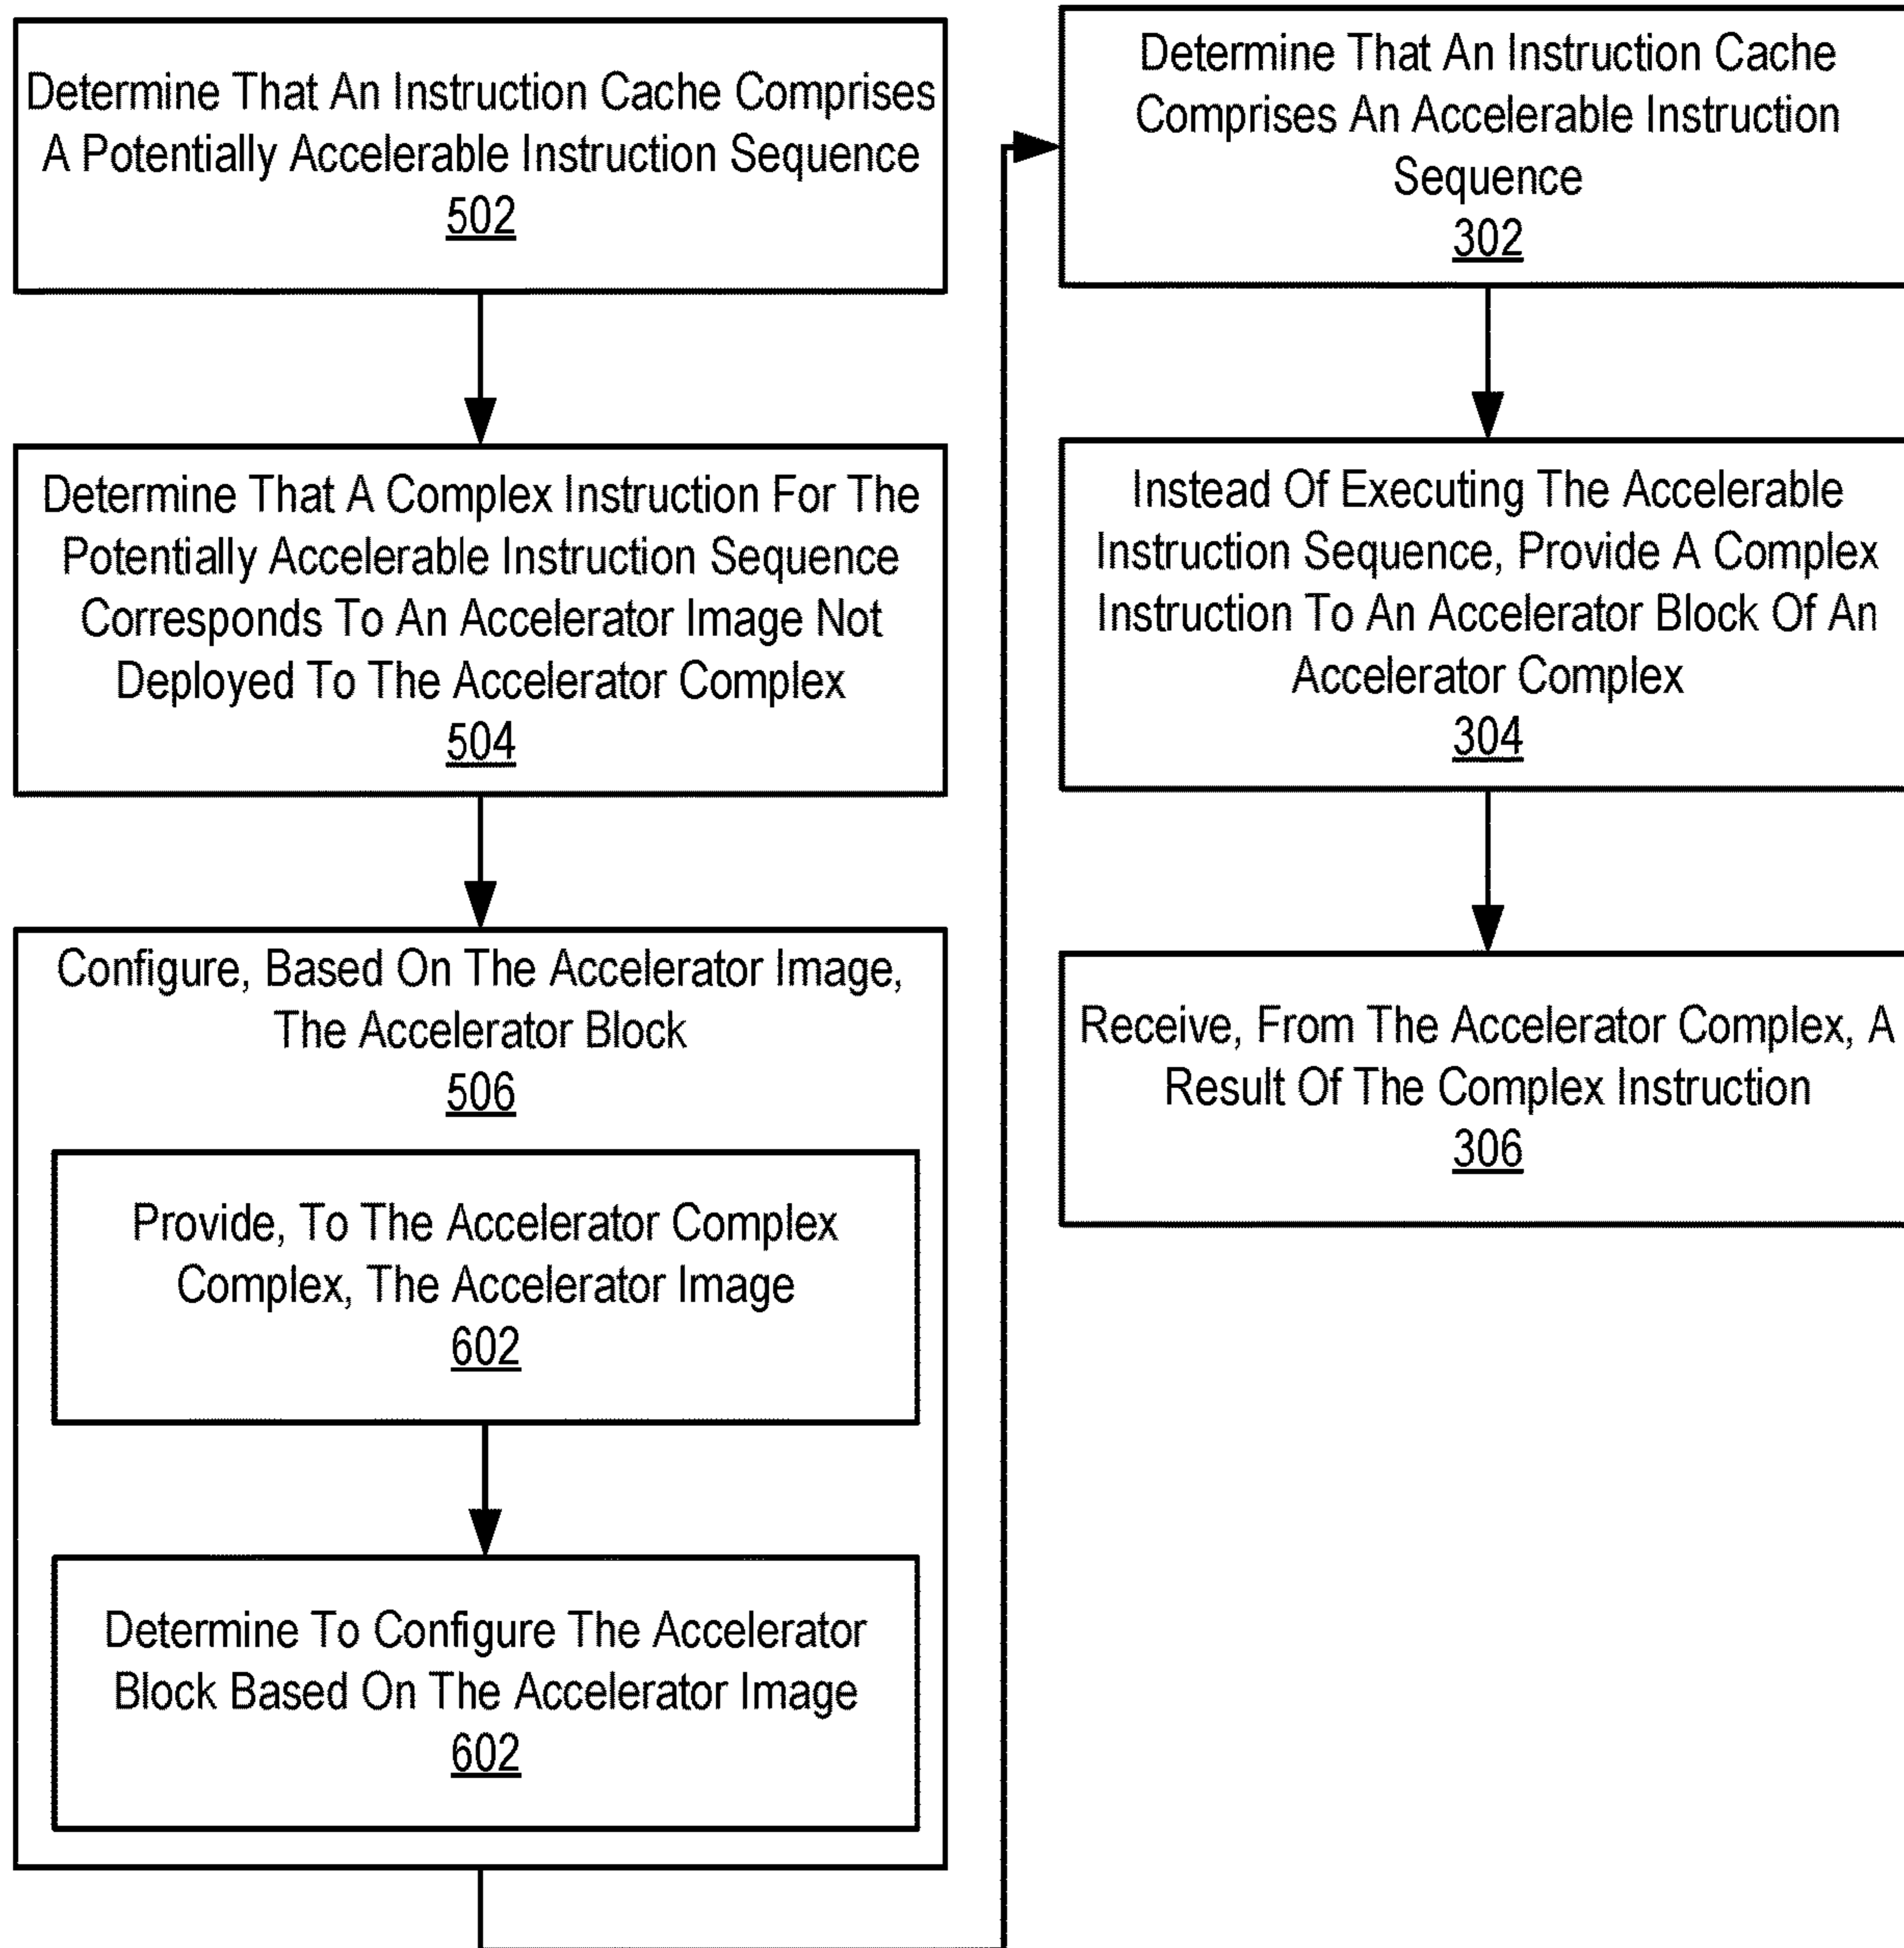 Determine That An Instruction Cache Comprises
A Potentially Accelerable Instruction Sequence
502
Determine That A Complex Instruction For The
Potentially Accelerable Instruction Sequence
Corresponds To An Accelerator Image Not
Deployed To The Accelerator Complex
504
Configure, Based On The Accelerator Image,
The Accelerator Block
506
Provide, To The Accelerator Complex
Complex, The Accelerator Image
602
Determine To Configure The Accelerator
Block Based On The Accelerator Image
602
Determine That An Instruction Cache
Comprises An Accelerable Instruction
Sequence
302
Instead Of Executing The Accelerable
Instruction Sequence, Provide A Complex
Instruction To An Accelerator Block Of An
Accelerator Complex
304
Receive, From The Accelerator Complex, A
Result Of The Complex Instruction
306